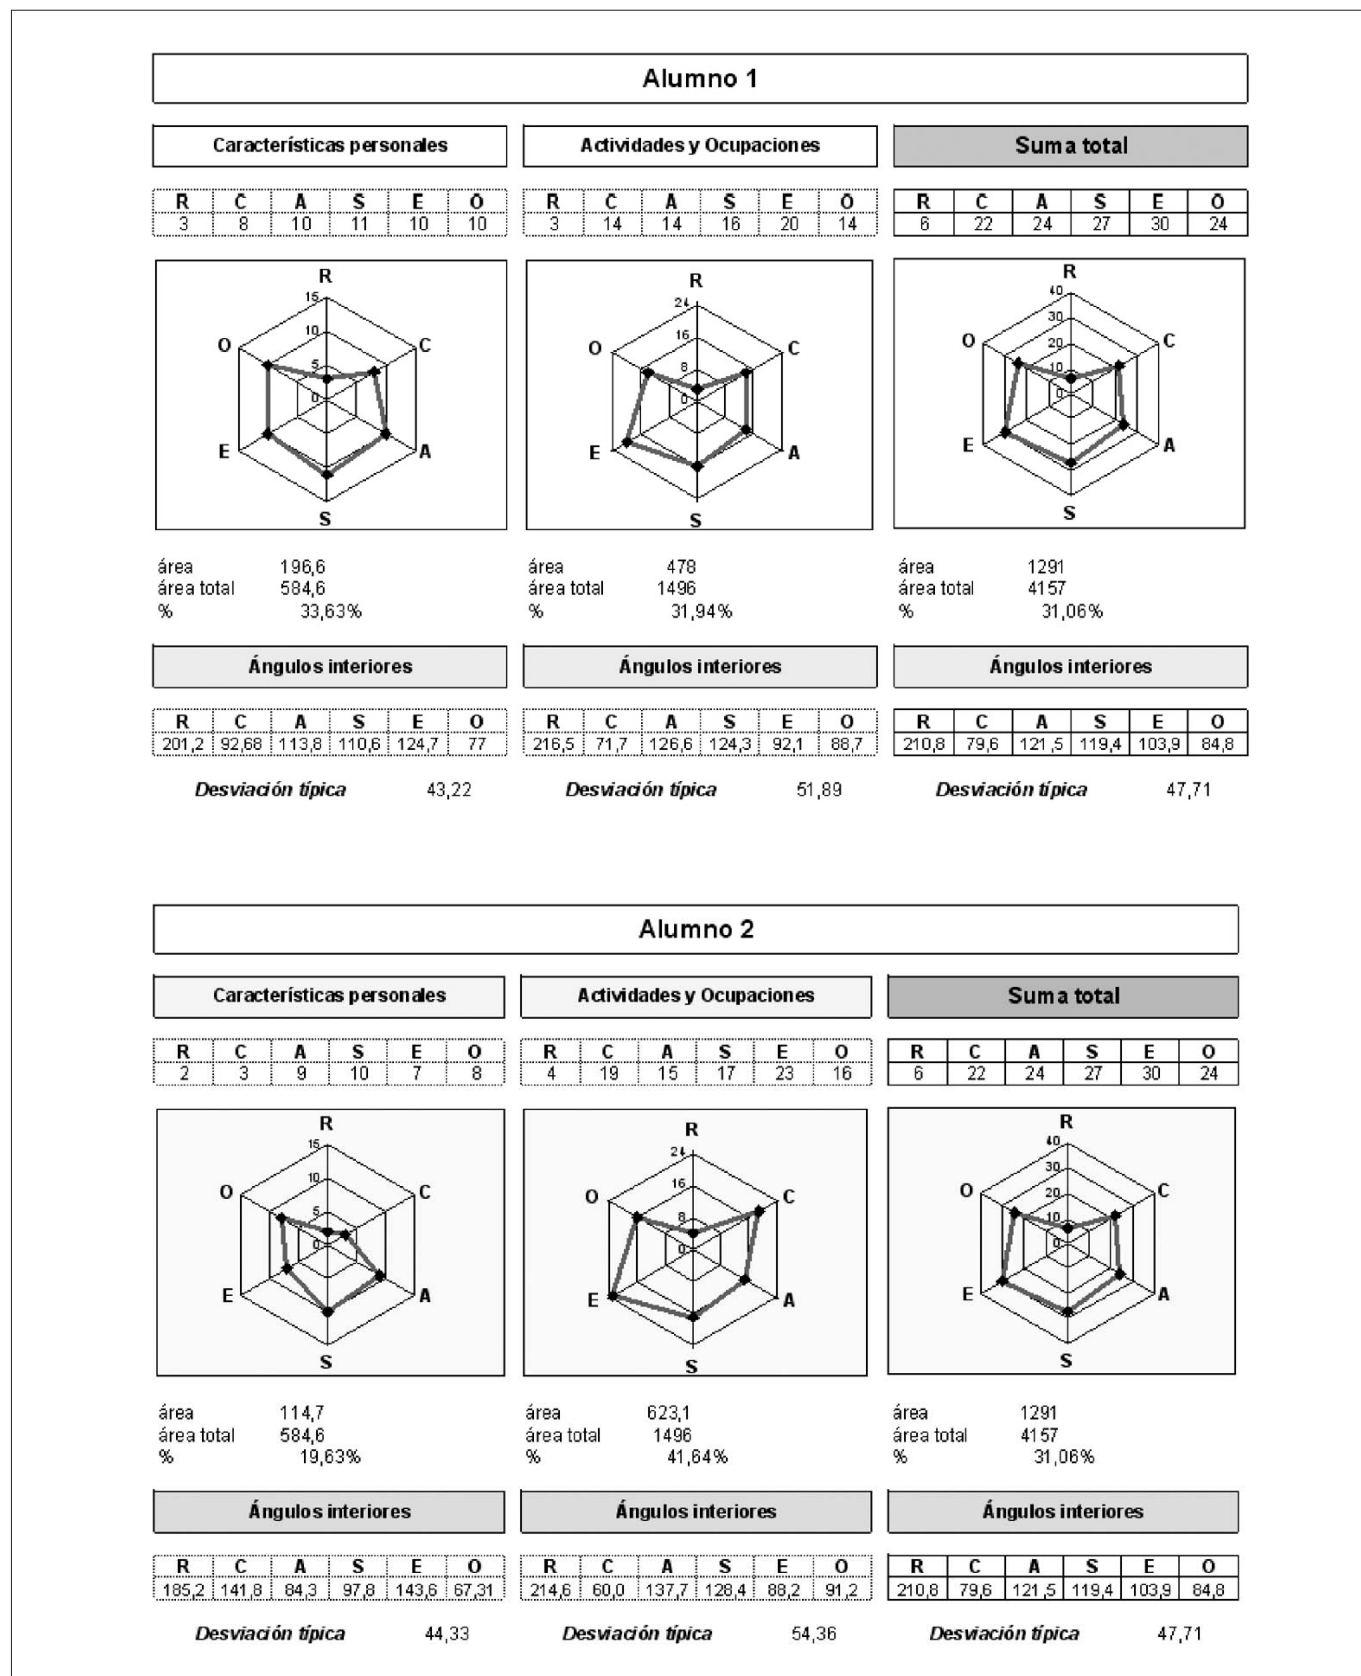 Alumno 1
Características personales Actividades y Ocupaciones Suma total
R C A S E O R C A S E O R C A S E O
3 8 10 11 10 10 3 14 14 16 20 14 6 22 24 27 30 24
R R R
15 24 40
O 10 C O 16 C O 30 C
5 8 20
0 0 10
0
E A E A E A
S S S
área 196,6 área 478 área 1291
área total 584,6 área total 1496 área total 4157
% 33,63% % 31,94% % 31,06%
Ángulos interiores Ángulos interiores Ángulos interiores
R C A S E O R C A S E O R C A S E O
201,2 92,68 113,8 110,6 124,7 77 216,5 71,7 126,6 124,3 92,1 88,7 210,8 79,6 121,5 119,4 103,9 84,8
Desviación típica 43,22 Desviación típica 51,89 Desviación típica 47,71
Alumno 2
Características personales Actividades y Ocupaciones Suma total
R C A S E O R C A S E O R C A S E O
2 3 9 10 7 8 4 19 15 17 23 16 6 22 24 27 30 24
R R R
15 24 40
O 10 C O 16 C O 30 C
5 8 20
0 0 10
0
E A E A E A
S S S
área 114,7 área 623,1 área 1291
área total 584,6 área total 1496 área total 4157
% 19,63% % 41,64% % 31,06%
Ángulos interiores Ángulos interiores Ángulos interiores
R C A S E O R C A S E O R C A S E O
185,2 141,8 84,3 97,8 143,6 67,31 214,6 60,0 137,7 128,4 88,2 91,2 210,8 79,6 121,5 119,4 103,9 84,8
Desviación típica 44,33 Desviación típica 54,36 Desviación típica 47,71